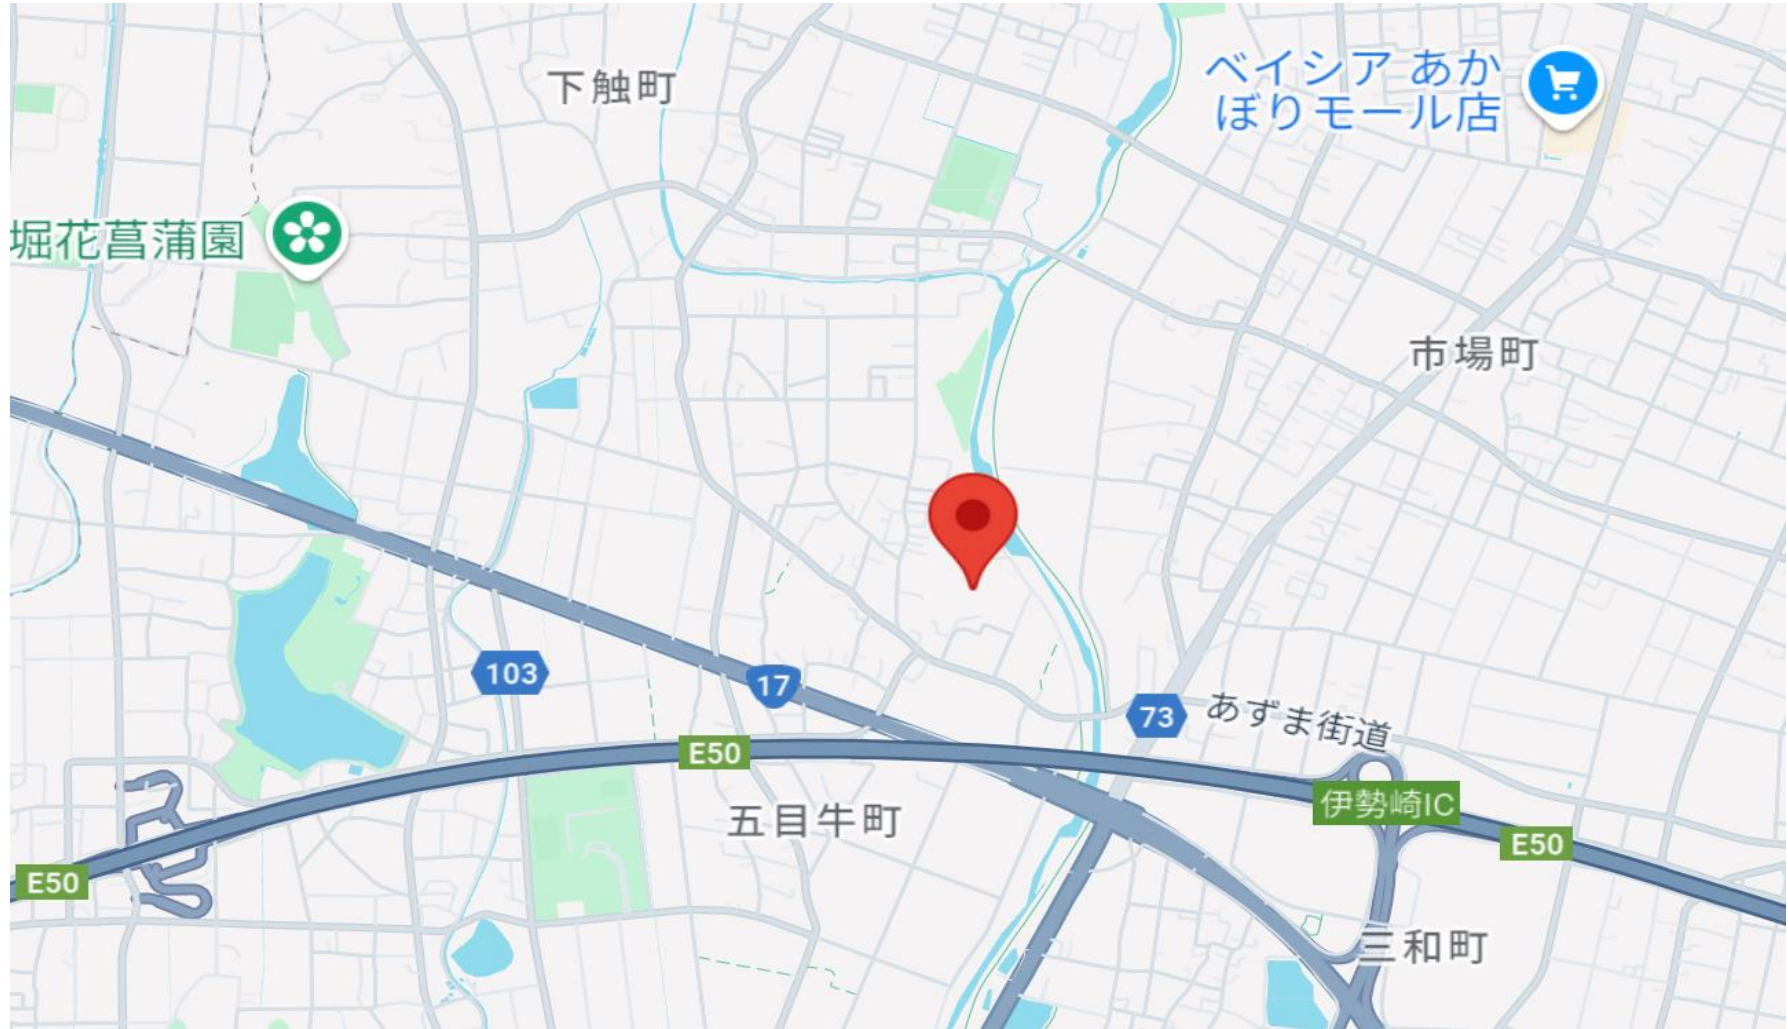 下触町
ベイシア あか
ぼりモール店
堀花菖蒲園
市場町
103
17
73
あずま街道
E50
五目牛町
伊勢崎IC
E50
E50
三和町